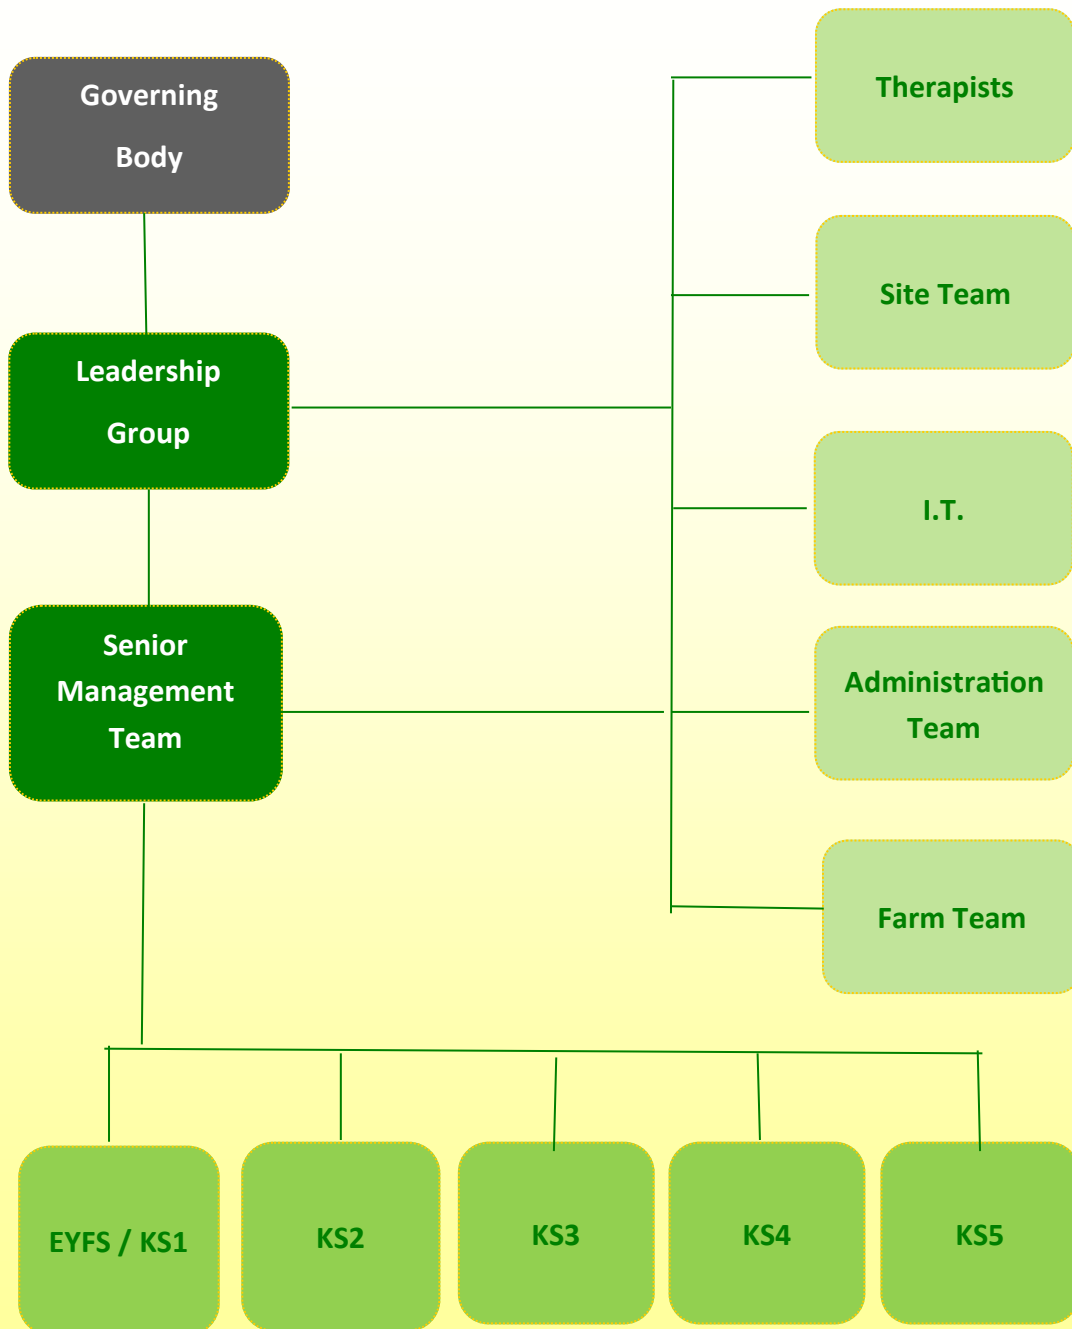 Governing
Body
Therapists
Site Team
Leadership
Group
I.T.
Senior
Management
Team
Administration
Team
Farm Team
EYFS / KS1
KS2
KS3
KS4
KS5